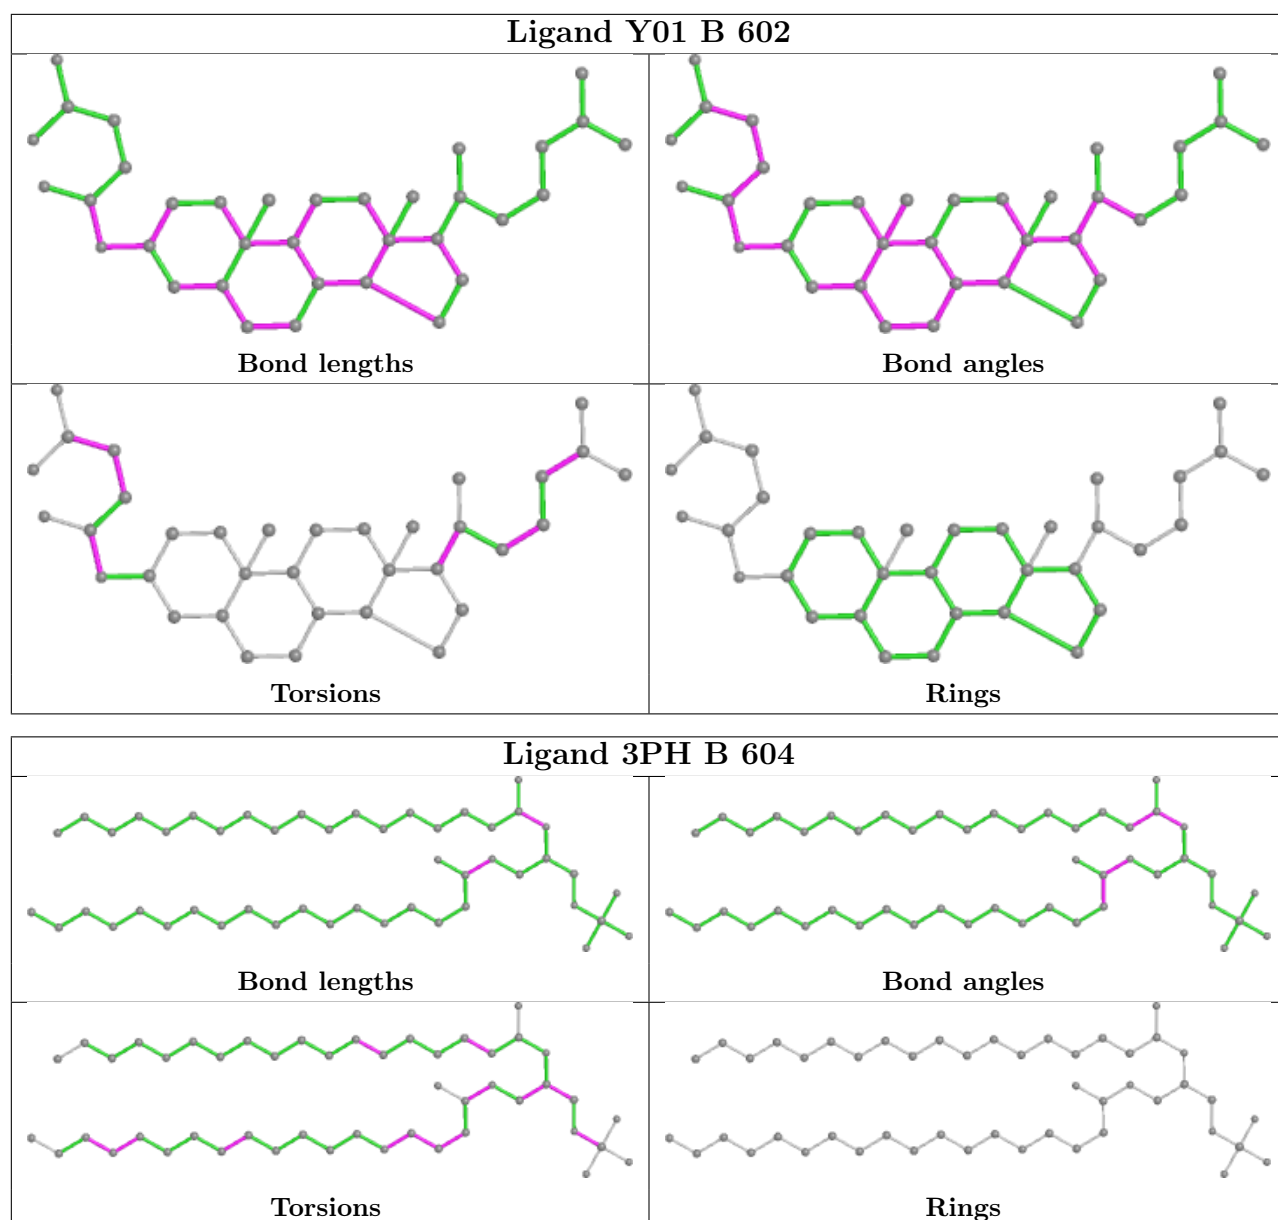 Ligand Y01 B 602
Bond lengths
Bond angles
Torsions
Rings
Ligand 3PH B 604
Bond lengths
Bond angles
Torsions
Rings